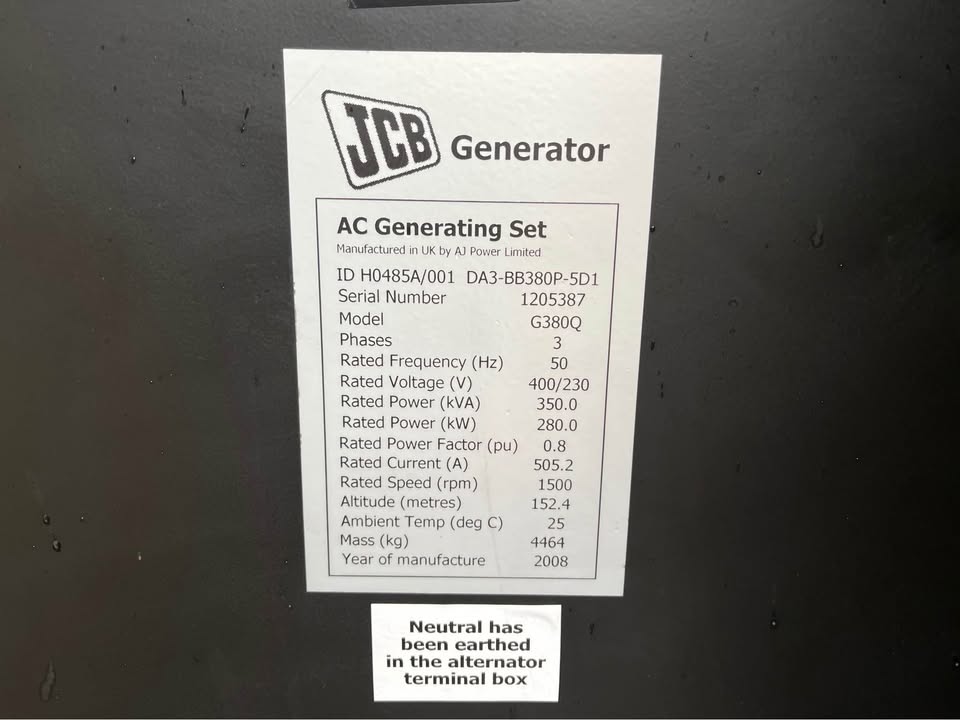 JCB Generator
AC Generating Set
Manufactured in UK by AJ Power Limited
ID H0485A/001 DA3-BB380P-5D1
Serial Number 1205387
Model G380Q
Phases 3
Rated Frequency (Hz) 50
Rated Voltage (V) 400/230
Rated Power (kVA) 350.0
Rated Power (kW) 280.0
Rated Power Factor (pu) 0.8
Rated Current (A) 505.2
Rated Speed (rpm) 1500
Altitude (metres) 152.4
Ambient Temp (deg C) 25
Mass (kg) 4464
Year of manufacture 2008
Neutral has
been earthed
in the alternator
terminal box